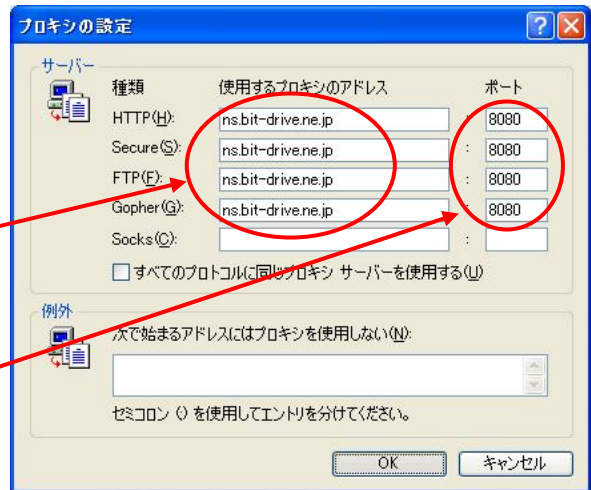 プロキシの設定
サーバー
種類 使用するプロキシのアドレス ポート
HTTP(H): ns.bit-drive.ne.jp : 8080
Secure(S): ns.bit-drive.ne.jp : 8080
FTP(F): ns.bit-drive.ne.jp : 8080
Gopher(G): ns.bit-drive.ne.jp : 8080
Socks(C): :
すべてのプロトコルに同じプロキシ サーバーを使用する(U)
例外
次で始まるアドレスにはプロキシを使用しない(N):
セミコロン () を使用してエントリを分けてください。
OK キャンセル